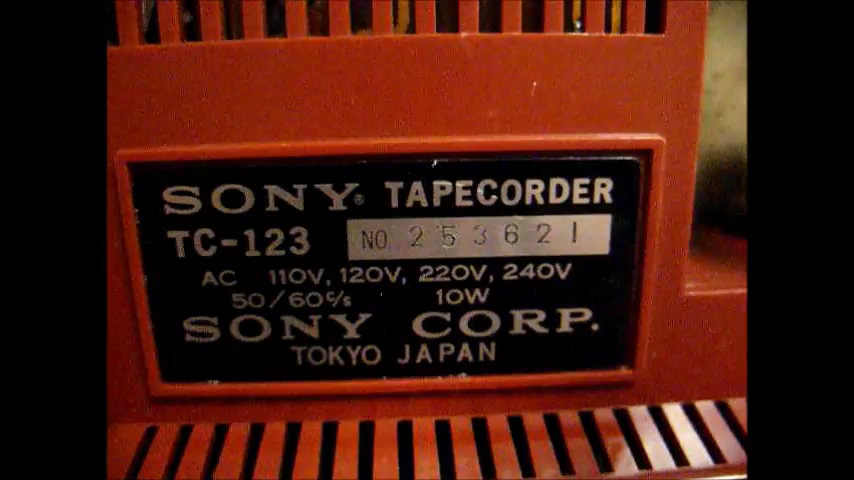 SONY® TAPECORDER
TC-123 NO 253621
AC 110V, 120V, 220V, 240V
50/60c/s 10W
SONY CORP.
TOKYO JAPAN